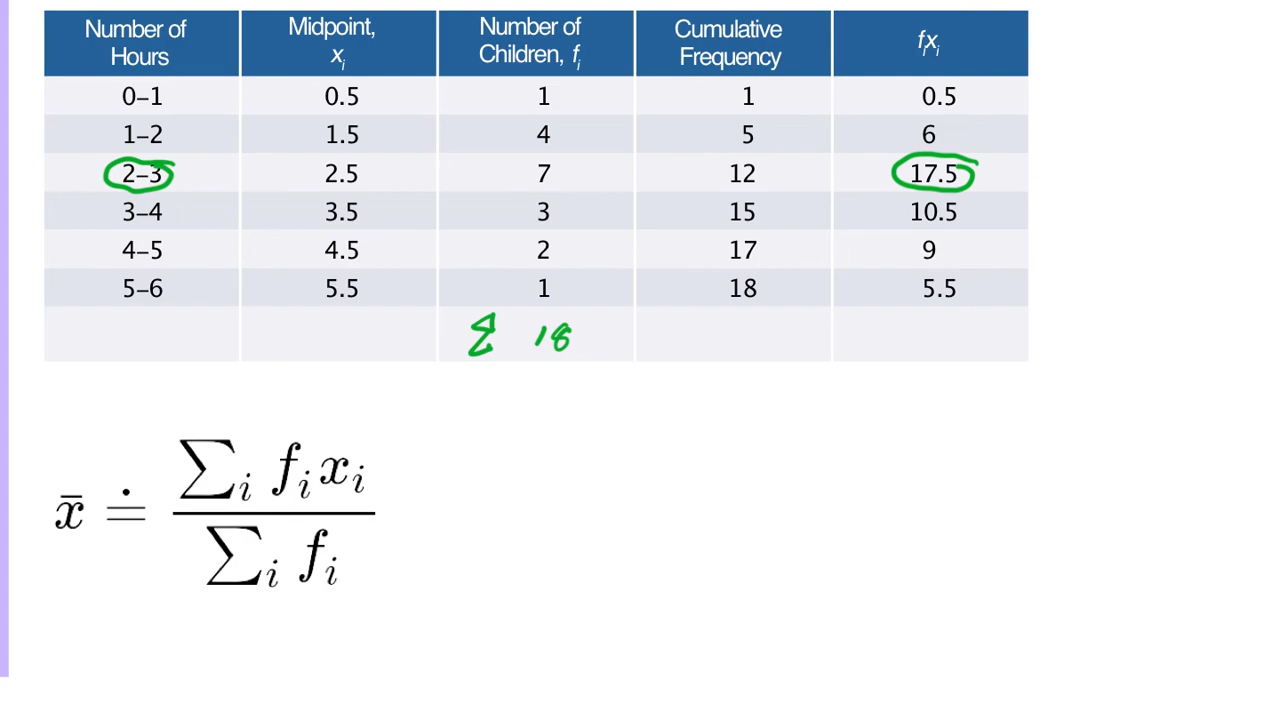 Number of Hours Midpoint, xᵢ Number of Children, fᵢ Cumulative Frequency fᵢxᵢ
0–1 0.5 1 1 0.5
1–2 1.5 4 5 6
2–3 2.5 7 12 17.5
3–4 3.5 3 15 10.5
4–5 4.5 2 17 9
5–6 5.5 1 18 5.5
Σ 18
x̄ ≐ ∑ᵢ fᵢxᵢ / ∑ᵢ fᵢ